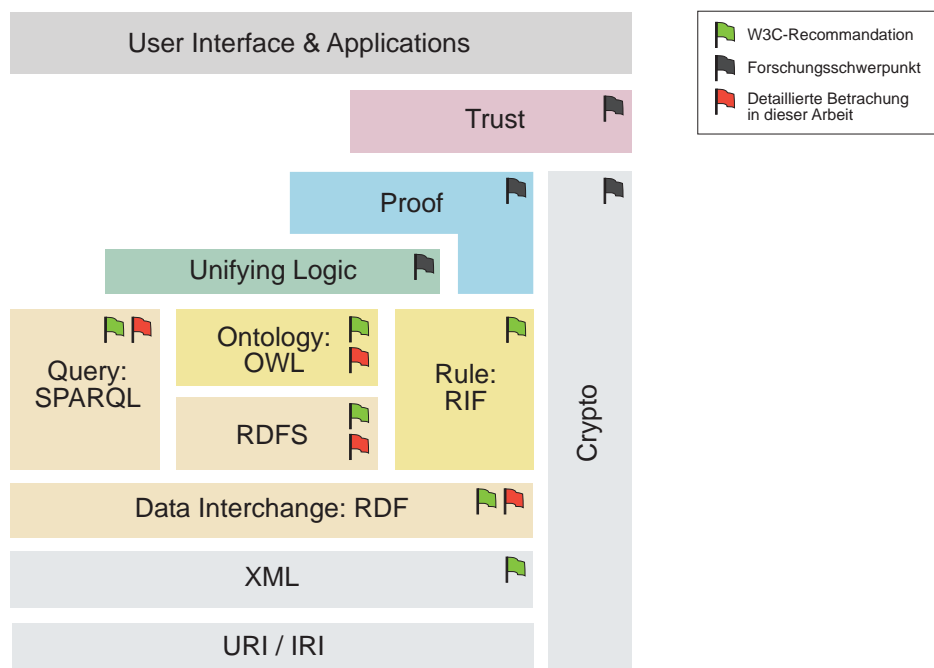 User Interface & Applications
W3C-Recommandation
Forschungsschwerpunkt
Detaillierte Betrachung
in dieser Arbeit
Trust
Proof
Unifying Logic
Query:
SPARQL
Ontology:
OWL
RDFS
Rule:
RIF
Crypto
Data Interchange: RDF
XML
URI / IRI